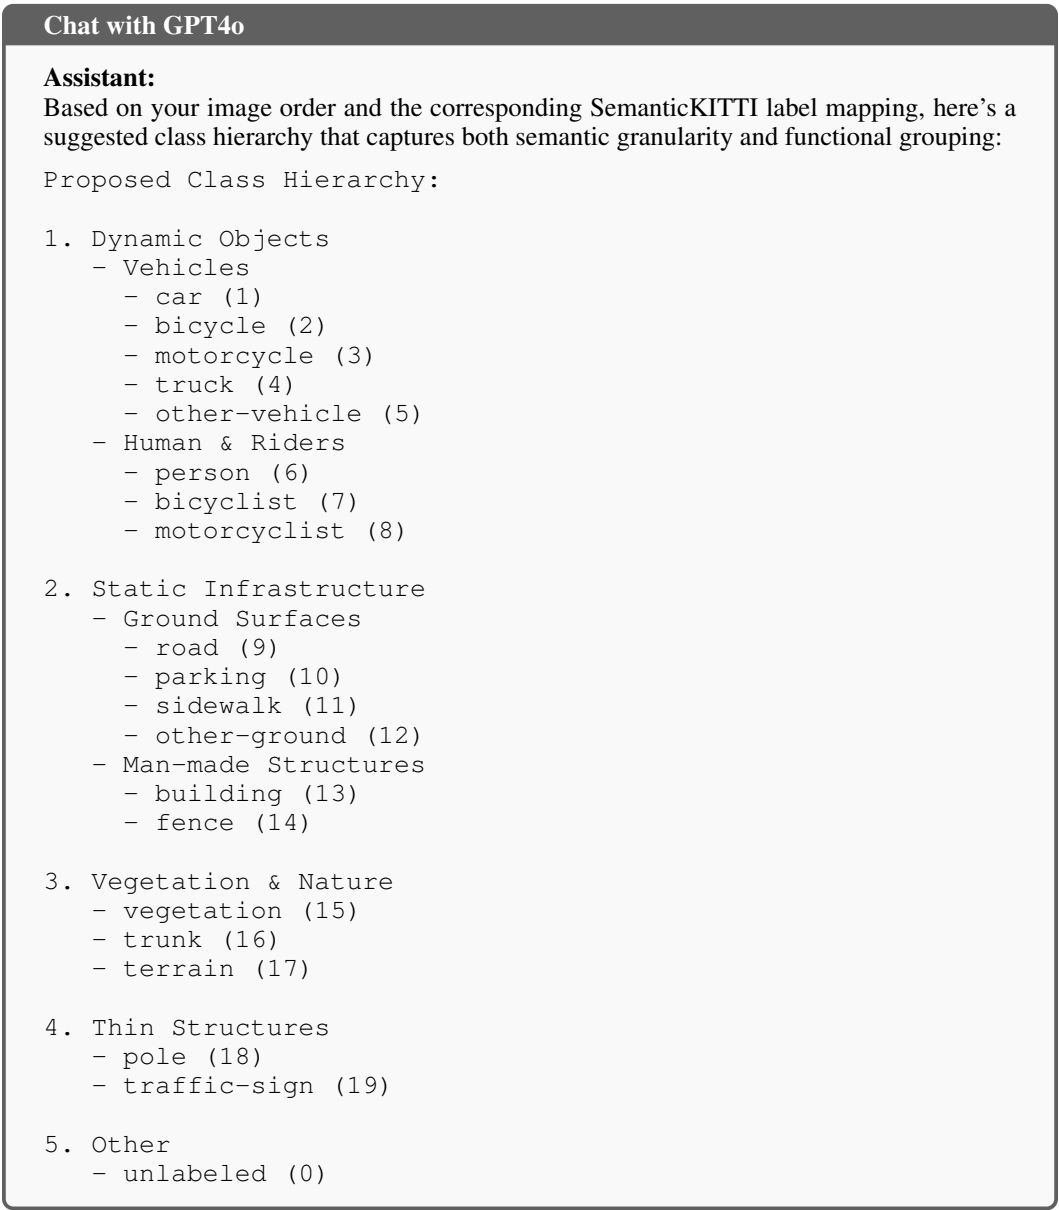 Chat with GPT4o
Assistant:
Based on your image order and the corresponding SemanticKITTI label mapping, here's a
suggested class hierarchy that captures both semantic granularity and functional grouping:
Proposed Class Hierarchy:
1. Dynamic Objects
- Vehicles
- car (1)
- bicycle (2)
- motorcycle (3)
- truck (4)
- other-vehicle (5)
- Human & Riders
- person (6)
- bicyclist (7)
- motorcyclist (8)
2. Static Infrastructure
- Ground Surfaces
- road (9)
- parking (10)
- sidewalk (11)
- other-ground (12)
- Man-made Structures
- building (13)
- fence (14)
3. Vegetation & Nature
- vegetation (15)
- trunk (16)
- terrain (17)
4. Thin Structures
- pole (18)
- traffic-sign (19)
5. Other
- unlabeled (0)